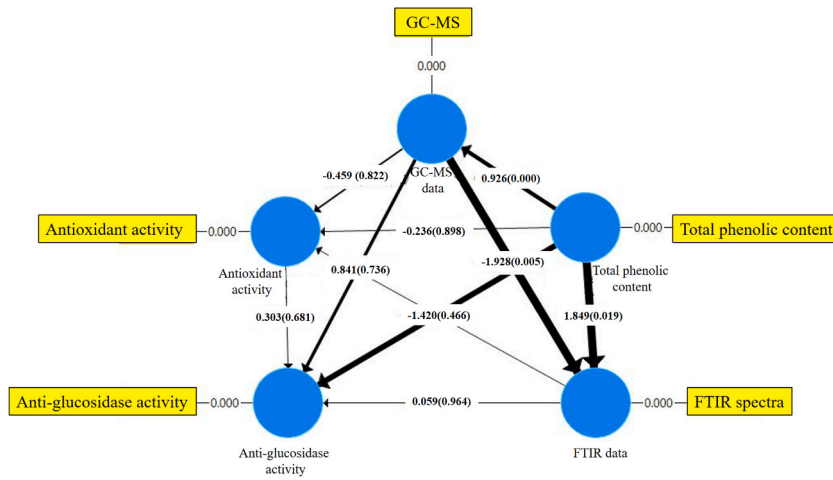 GC-MS
0.000
GC-MS
data
-0.459 (0.822)
0.926(0.000)
Antioxidant activity
0.000
-0.236(0.898)
0.000
Total phenolic content
Antioxidant
activity
0.841(0.736)
-1.928(0.005)
Total phenolic
content
0.303(0.681)
-1.420(0.466)
1.849(0.019)
Anti-glucosidase activity
0.000
0.059(0.964)
0.000
FTIR spectra
Anti-glucosidase
activity
FTIR data